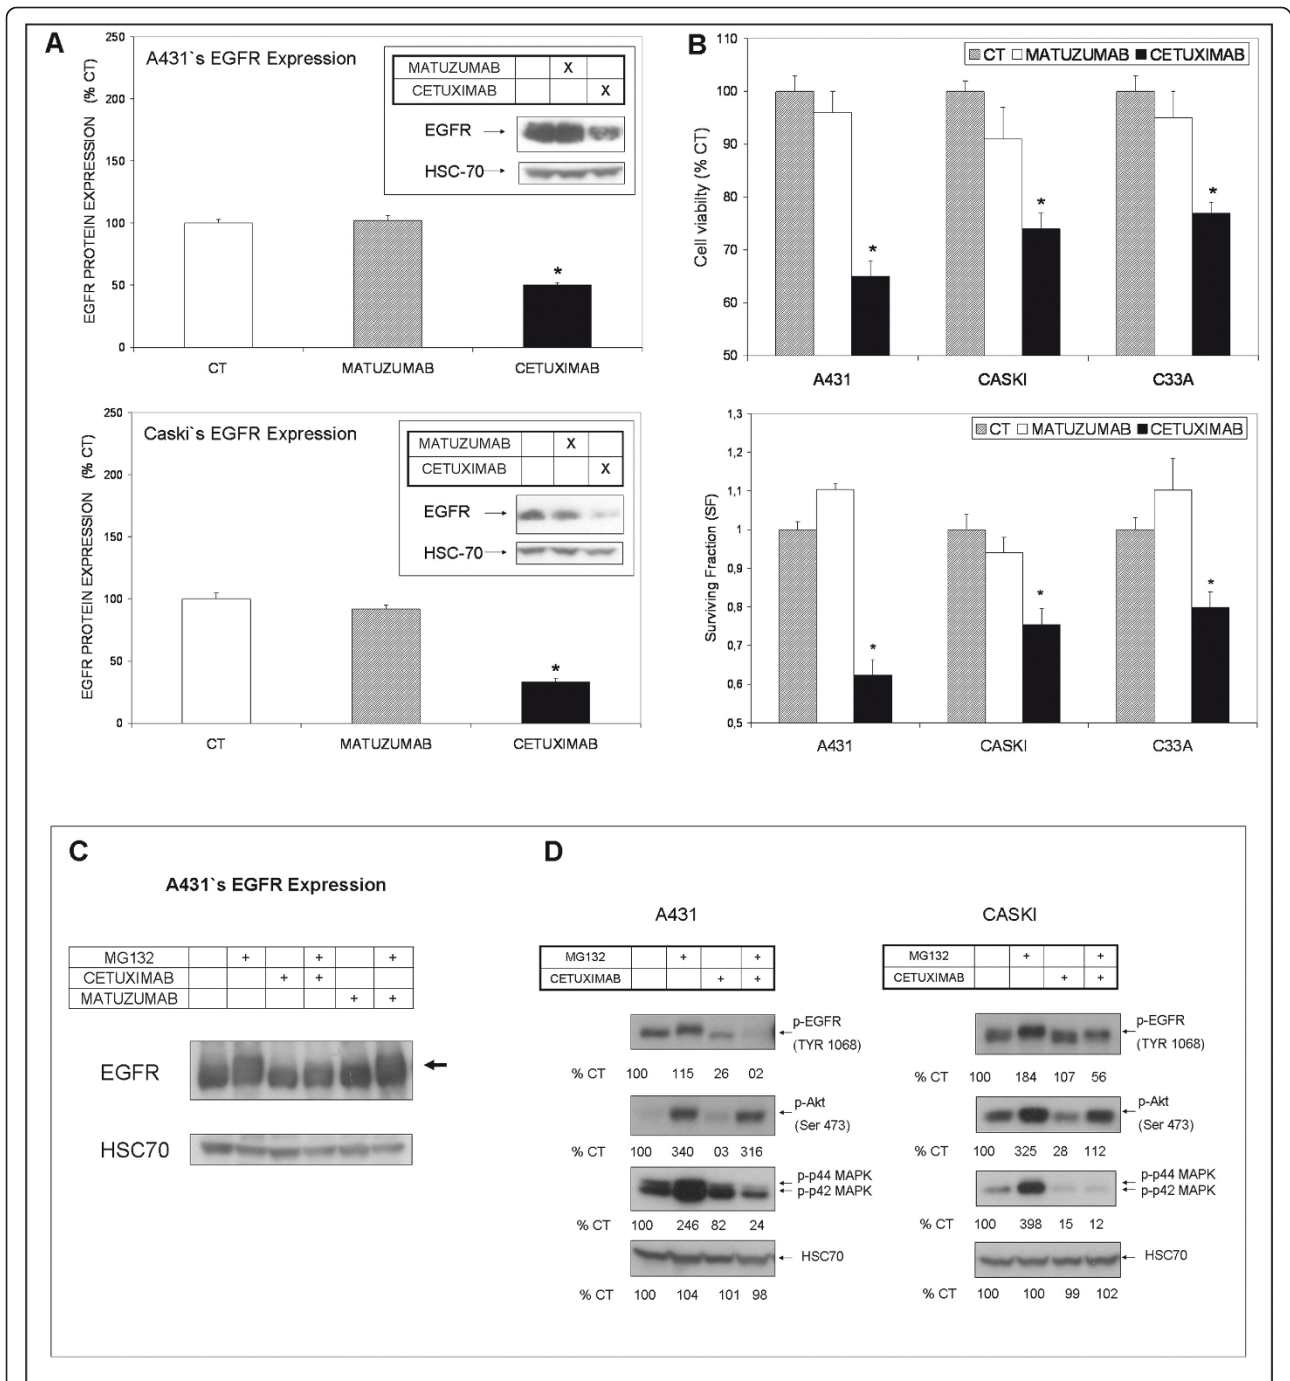 A
A431`s EGFR Expression
EGFR PROTEIN EXPRESSION (% CT)
250
200
150
100
50
0
MATUZUMAB X
CETUXIMAB X
EGFR
HSC-70
*
CT MATUZUMAB CETUXIMAB
Caski`s EGFR Expression
EGFR PROTEIN EXPRESSION (% CT)
250
200
150
100
50
0
MATUZUMAB X
CETUXIMAB X
EGFR
HSC-70
*
CT MATUZUMAB CETUXIMAB
B
CT MATUZUMAB CETUXIMAB
Cell viabilty (% CT)
110
100
90
80
70
60
50
* * *
A431 CASKI C33A
CT MATUZUMAB CETUXIMAB
Surviving Fraction (SF)
1,3
1,2
1,1
1
0,9
0,8
0,7
0,6
0,5
* * *
A431 CASKI C33A
C
A431`s EGFR Expression
MG132 + + +
CETUXIMAB + +
MATUZUMAB + +
EGFR
HSC70
D
A431
MG132 + +
CETUXIMAB + +
p-EGFR
(TYR 1068)
% CT 100 115 26 02
p-Akt
(Ser 473)
% CT 100 340 03 316
p-p44 MAPK
p-p42 MAPK
% CT 100 246 82 24
HSC70
% CT 100 104 101 98
CASKI
MG132 + +
CETUXIMAB + +
p-EGFR
(TYR 1068)
% CT 100 184 107 56
p-Akt
(Ser 473)
% CT 100 325 28 112
p-p44 MAPK
p-p42 MAPK
% CT 100 398 15 12
HSC70
% CT 100 100 99 102